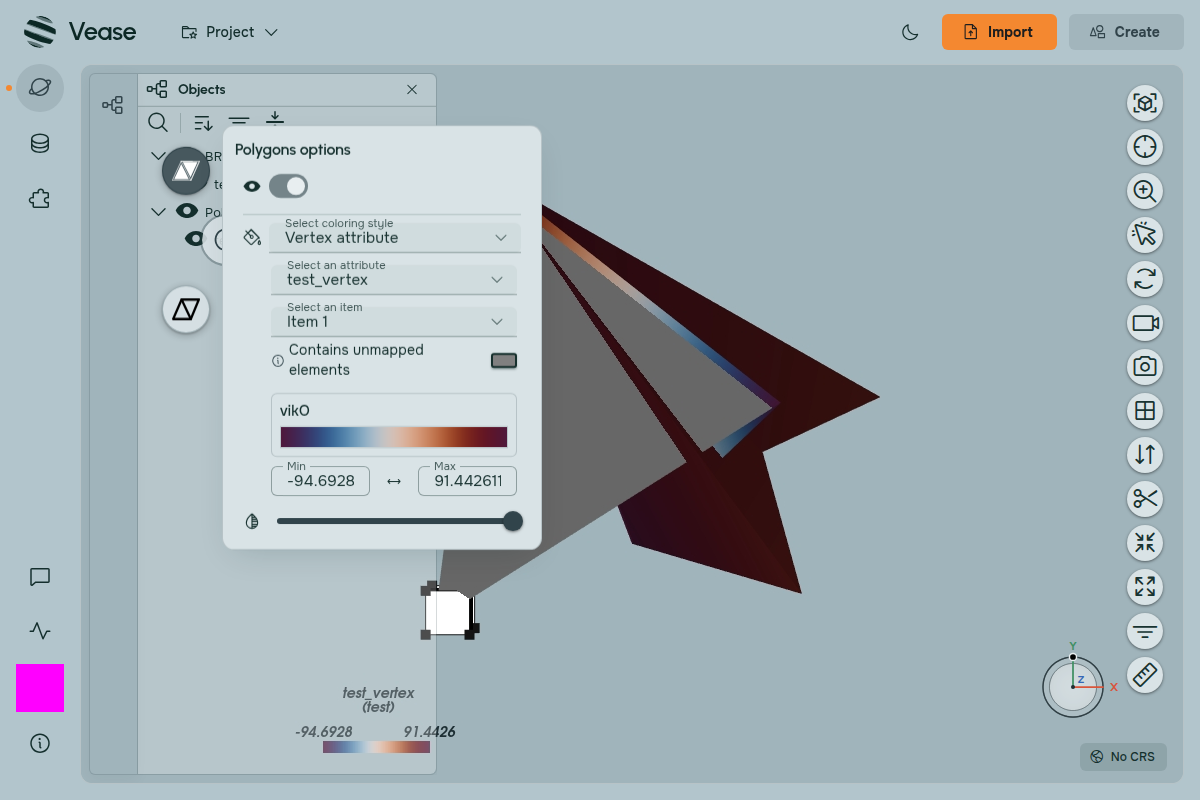 Vease
Project
Import
Create
Objects
BR
te
Po
Polygons options
Select coloring style
Vertex attribute
Select an attribute
test_vertex
Select an item
Item 1
Contains unmapped
elements
vikO
Min
-94.6928
Max
91.442611
test_vertex
(test)
-94.6928 91.4426
Y
Z
X
No CRS